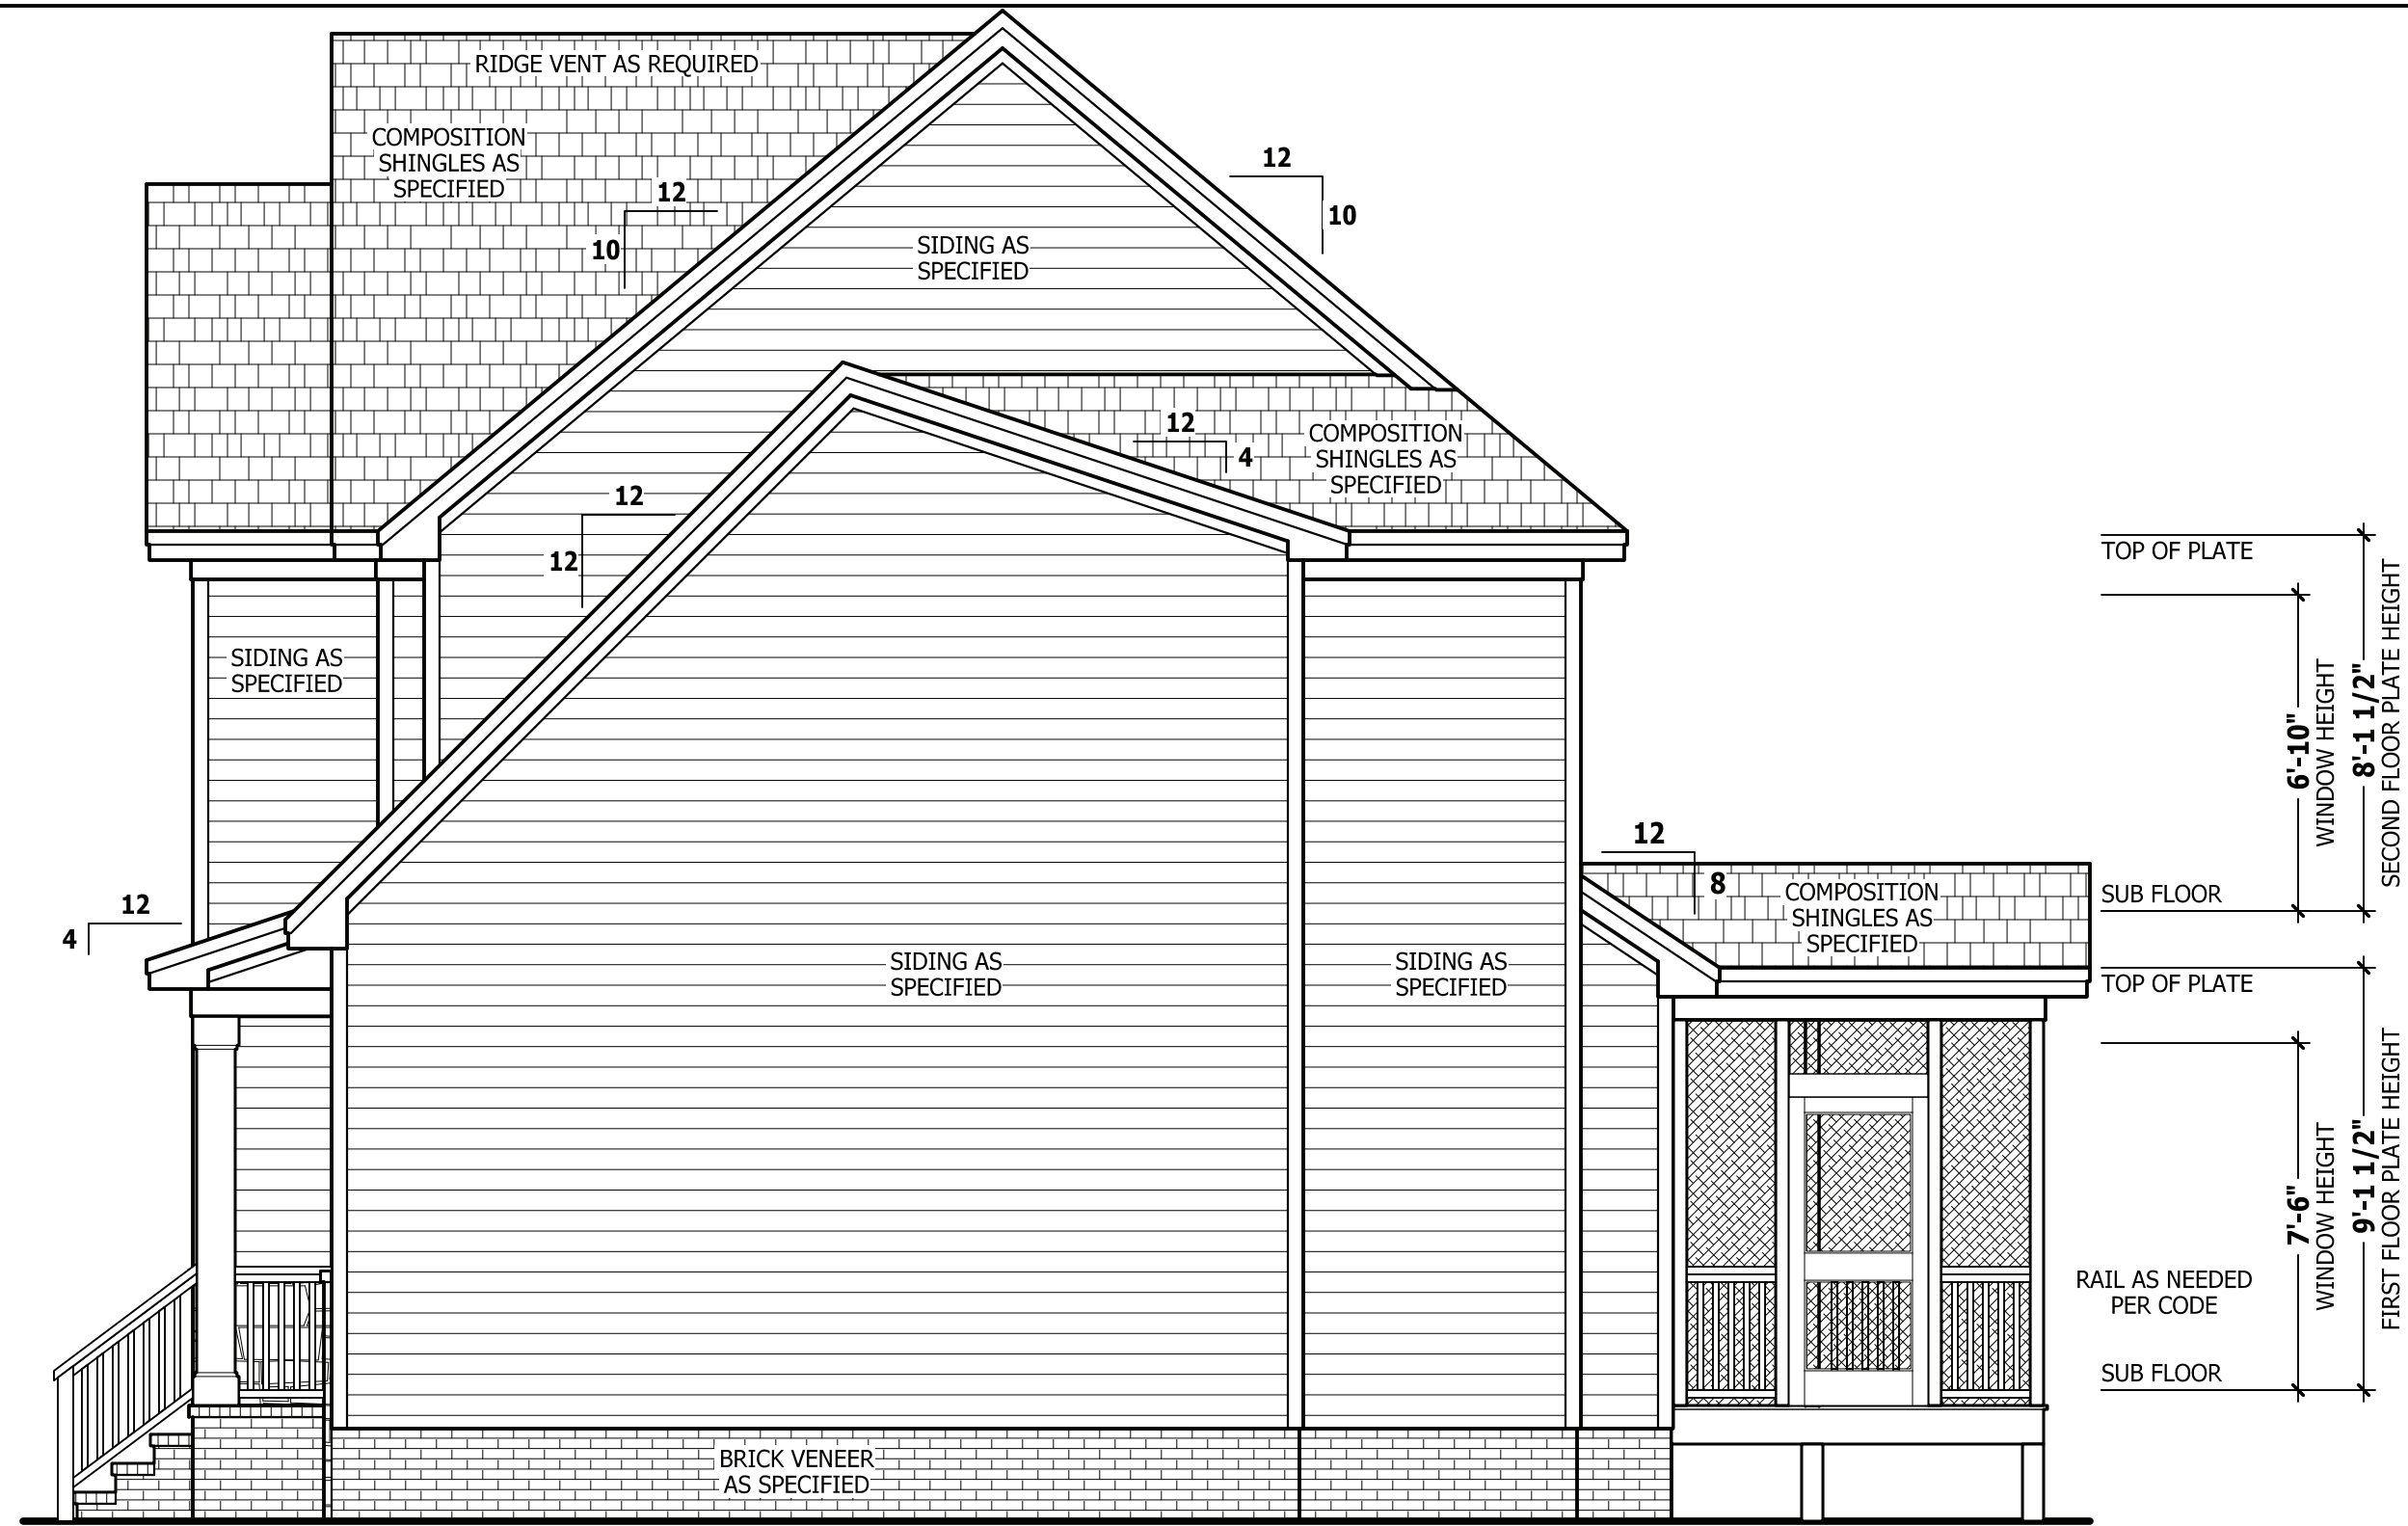 RIDGE VENT AS REQUIRED
COMPOSITION
SHINGLES AS
SPECIFIED
12
10
12
10
SIDING AS
SPECIFIED
12
4
COMPOSITION
SHINGLES AS
SPECIFIED
12
12
TOP OF PLATE
SIDING AS
SPECIFIED
6'-10"
WINDOW HEIGHT
8'-1 1/2"
SECOND FLOOR PLATE HEIGHT
12
8
COMPOSITION
SHINGLES AS
SPECIFIED
SUB FLOOR
12
4
SIDING AS
SPECIFIED
SIDING AS
SPECIFIED
TOP OF PLATE
7'-6"
WINDOW HEIGHT
9'-1 1/2"
FIRST FLOOR PLATE HEIGHT
RAIL AS NEEDED
PER CODE
SUB FLOOR
BRICK VENEER
AS SPECIFIED